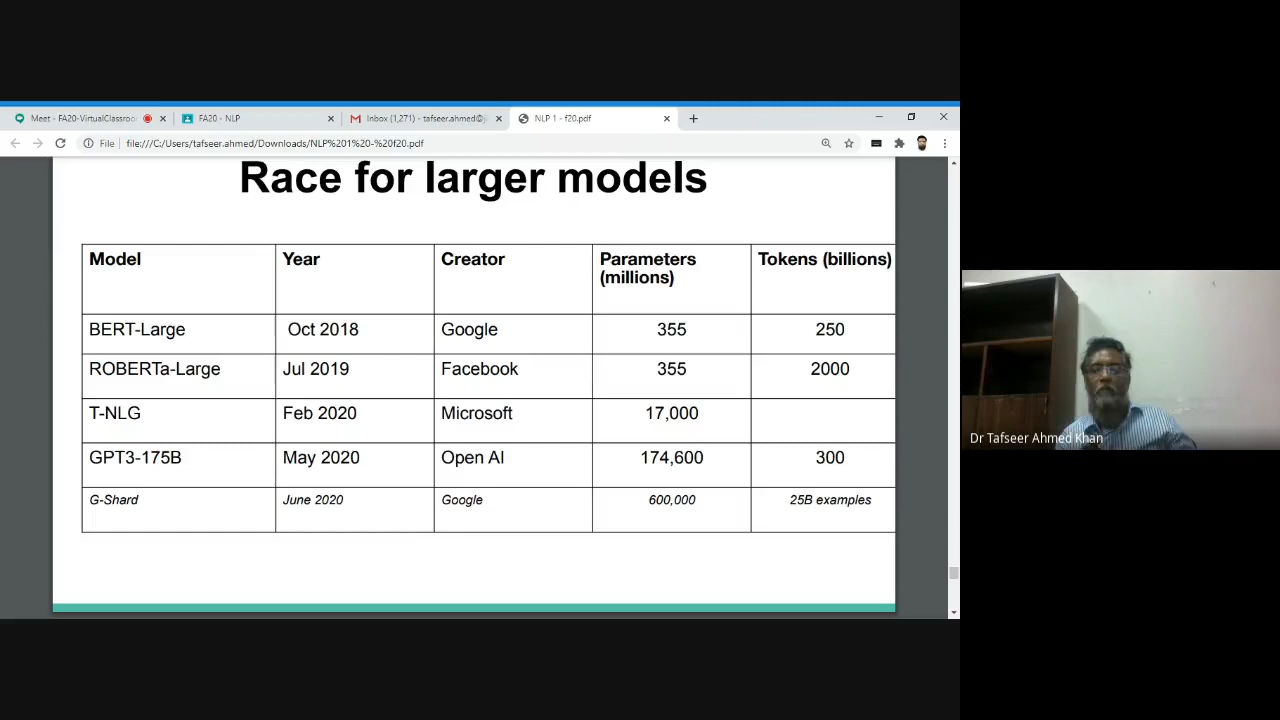 Meet - FA20-VirtualClassroo
FA20 - NLP
Inbox (1,271) - tafseer.ahmed@j
NLP 1 - f20.pdf
File
file:///C:/Users/tafseer.ahmed/Downloads/NLP%201%20-%20f20.pdf
Race for larger models
Model Year Creator Parameters (millions) Tokens (billions)
BERT-Large Oct 2018 Google 355 250
ROBERTa-Large Jul 2019 Facebook 355 2000
T-NLG Feb 2020 Microsoft 17,000
GPT3-175B May 2020 Open AI 174,600 300
G-Shard June 2020 Google 600,000 25B examples
Dr Tafseer Ahmed Khan